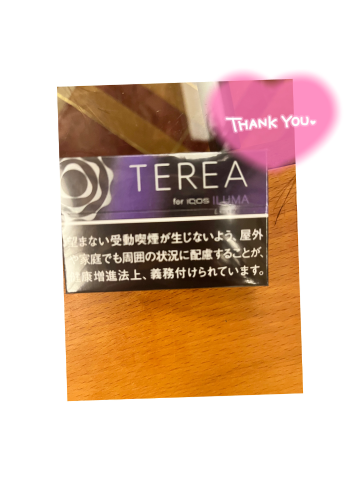 THANK YOU
TEREA
for IQOS ILUMA
望まない受動喫煙が生じないよう、屋外
や家庭でも周囲の状況に配慮することが、
健康増進法上、義務付けられています。